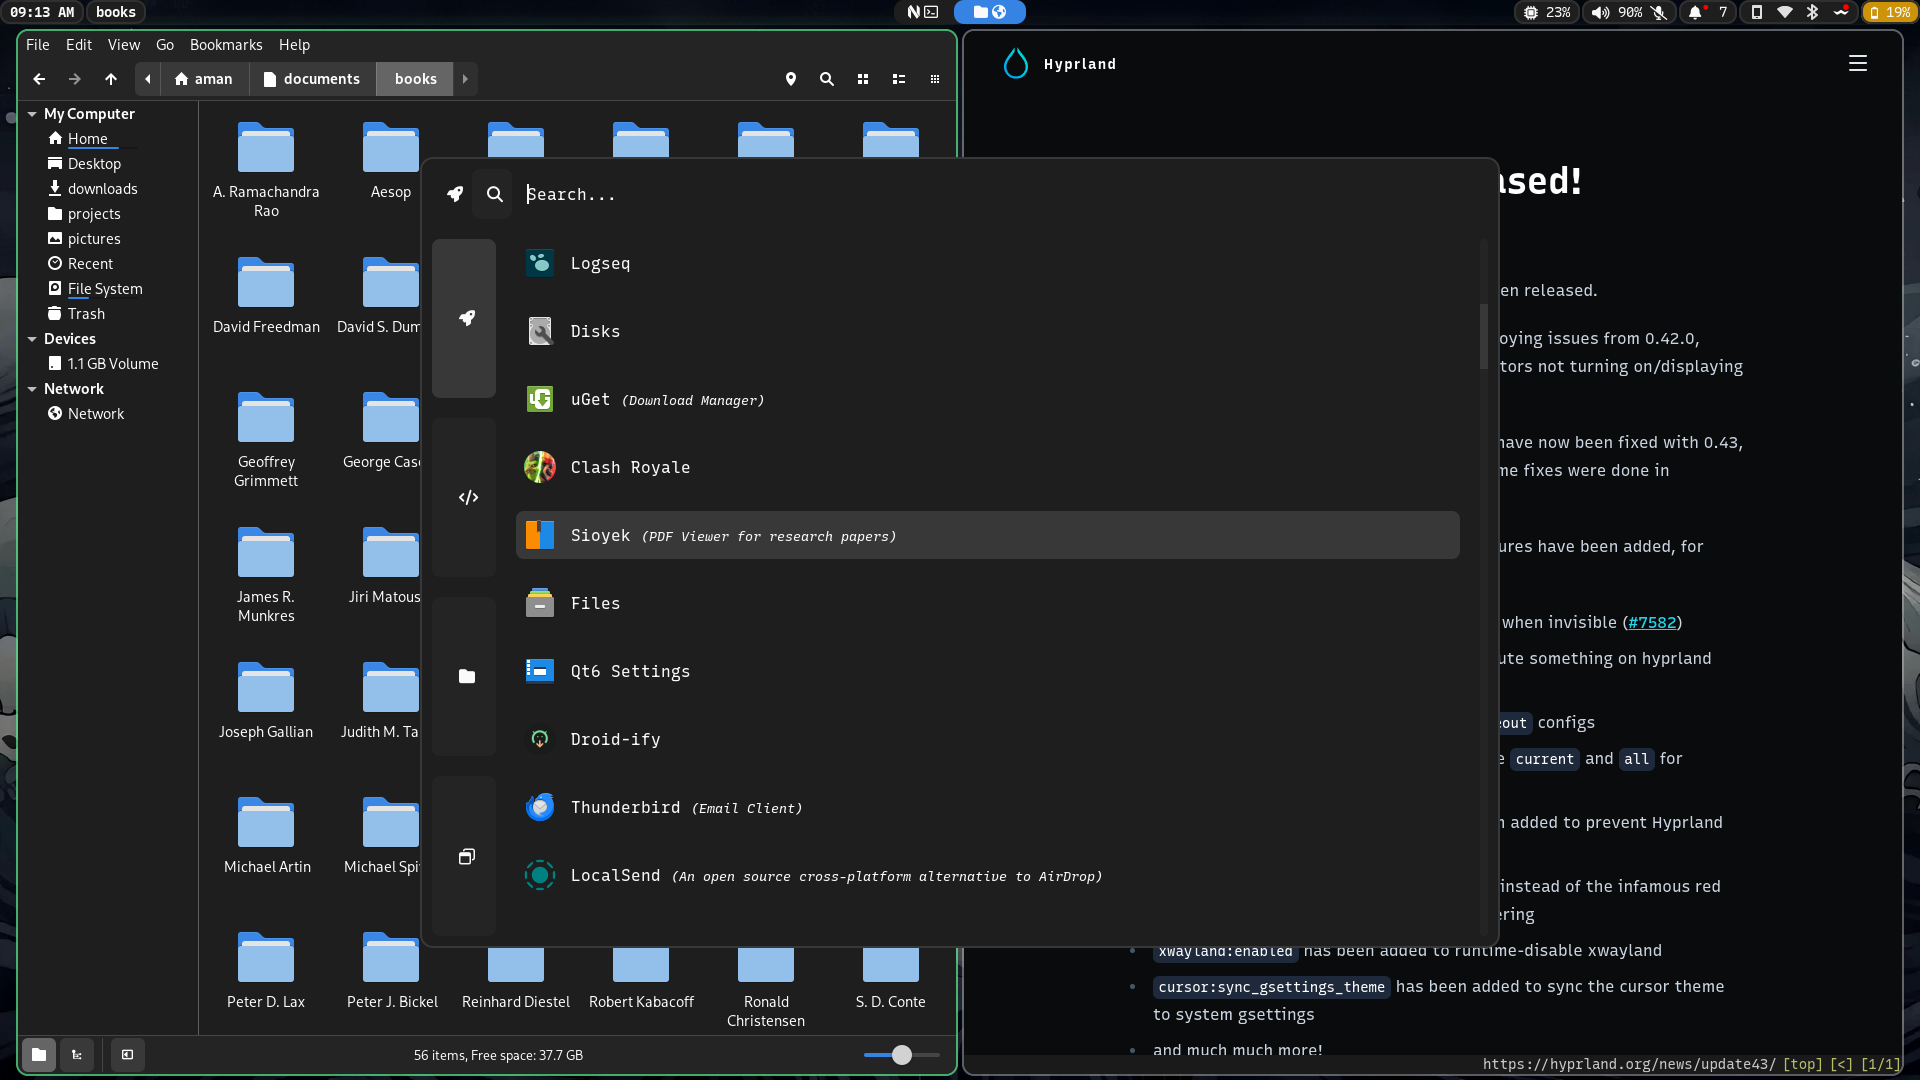 09:13 AM books 23% 90% 7 19%
File Edit View Go Bookmarks Help
aman documents books
My Computer
Home
Desktop
downloads
projects
pictures
Recent
File System
Trash
Devices
1.1 GB Volume
Network
Network
A. Ramachandra
Rao
Aesop
David Freedman
David S. Dum
Geoffrey
Grimmett
George Cas
James R.
Munkres
Jiri Matous
Joseph Gallian
Judith M. Ta
Michael Artin
Michael Spi
Peter D. Lax
Peter J. Bickel
Reinhard Diestel
Robert Kabacoff
Ronald
Christensen
S. D. Conte
56 items, Free space: 37.7 GB
Search...
Logseq
Disks
uGet (Download Manager)
Clash Royale
Sioyek (PDF Viewer for research papers)
Files
Qt6 Settings
Droid-ify
Thunderbird (Email Client)
LocalSend (An open source cross-platform alternative to AirDrop)
Hyprland
ased!
en released.
oying issues from 0.42.0,
tors not turning on/displaying
have now been fixed with 0.43,
me fixes were done in
ures have been added, for
when invisible (#7582)
ute something on hyprland
out configs
current and all for
added to prevent Hyprland
instead of the infamous red
ering
xwayland:enabled has been added to runtime-disable xwayland
cursor:sync_gsettings_theme has been added to sync the cursor theme
to system gsettings
and much much more!
https://hyprland.org/news/update43/ [top] [<] [1/1]